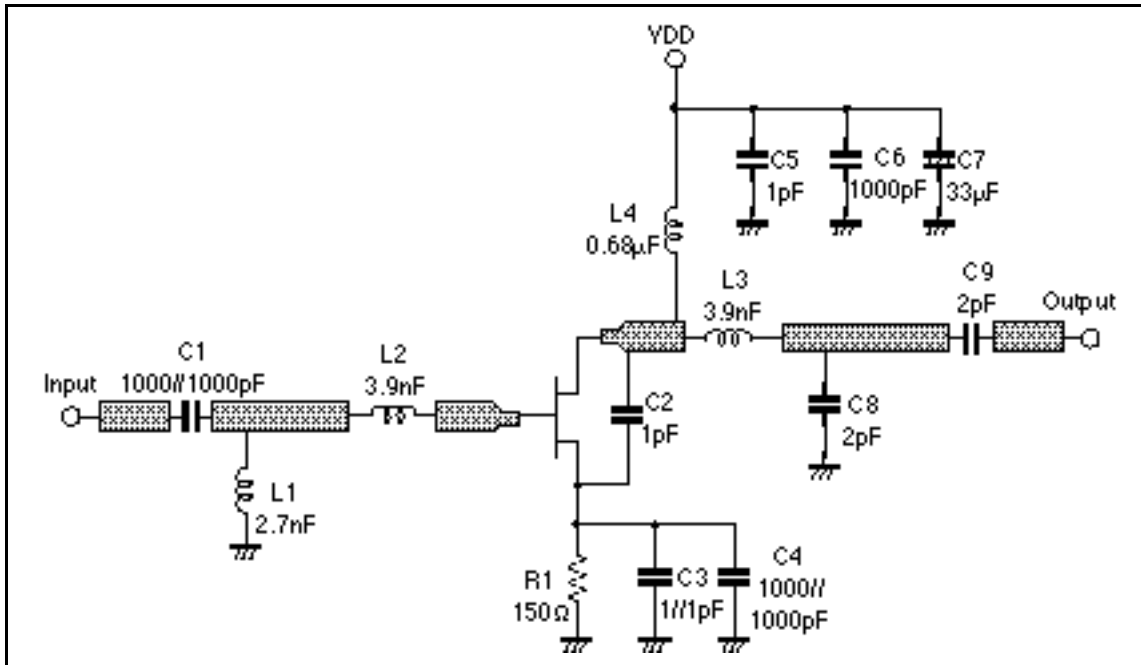 VDD
C5
1pF
C6
1000pF
C7
33μF
L4
0.68μF
L3
3.9nF
C9
2pF
Output
C1
1000//1000pF
Input
L2
3.9nF
C2
1pF
C8
2pF
L1
2.7nF
R1
150Ω
C3
1//1pF
C4
1000//
1000pF